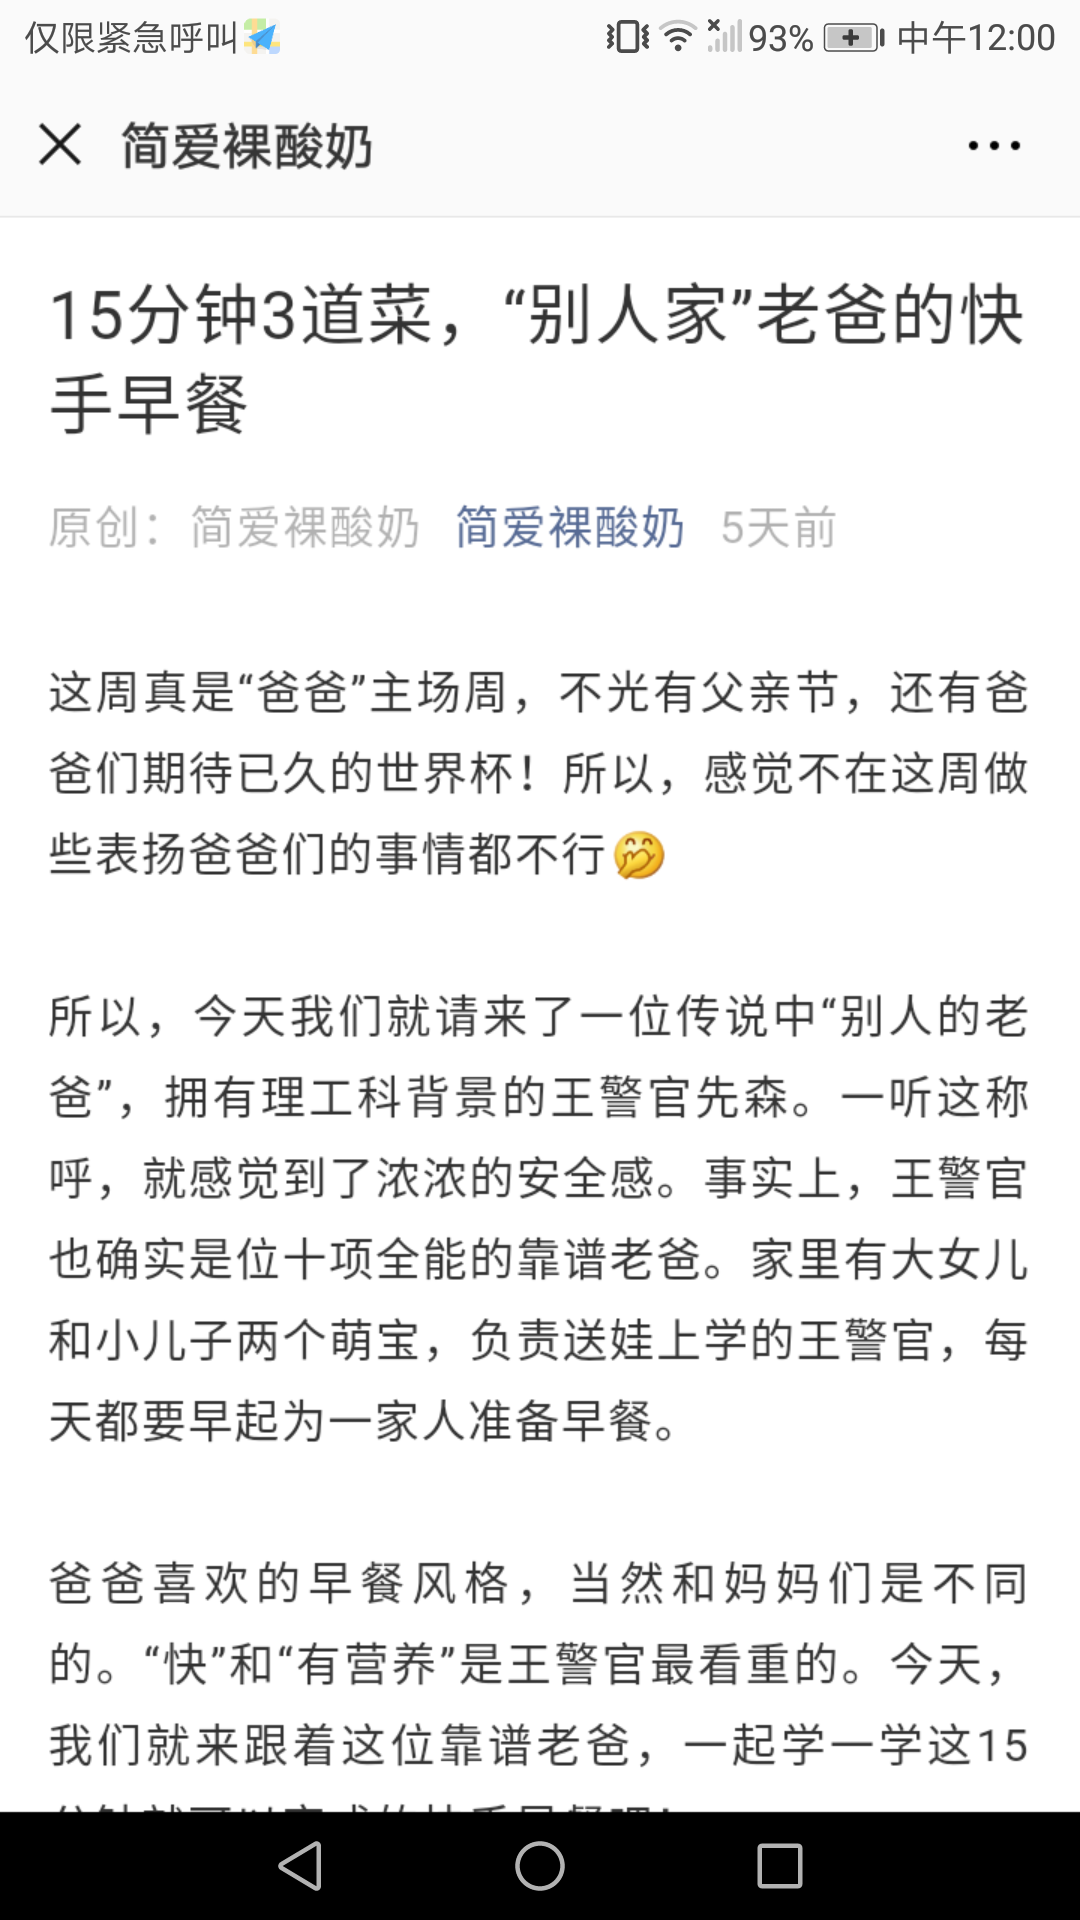 仅限紧急呼叫
93%
中午12:00
简爱裸酸奶
15分钟3道菜，“别人家”老爸的快
手早餐
原创：简爱裸酸奶 简爱裸酸奶 5天前
这周真是“爸爸”主场周，不光有父亲节，还有爸
爸们期待已久的世界杯！所以，感觉不在这周做
些表扬爸爸们的事情都不行🤭
所以，今天我们就请来了一位传说中“别人的老
爸”，拥有理工科背景的王警官先森。一听这称
呼，就感觉到了浓浓的安全感。事实上，王警官
也确实是位十项全能的靠谱老爸。家里有大女儿
和小儿子两个萌宝，负责送娃上学的王警官，每
天都要早起为一家人准备早餐。
爸爸喜欢的早餐风格，当然和妈妈们是不同
的。“快”和“有营养”是王警官最看重的。今天，
我们就来跟着这位靠谱老爸，一起学一学这15